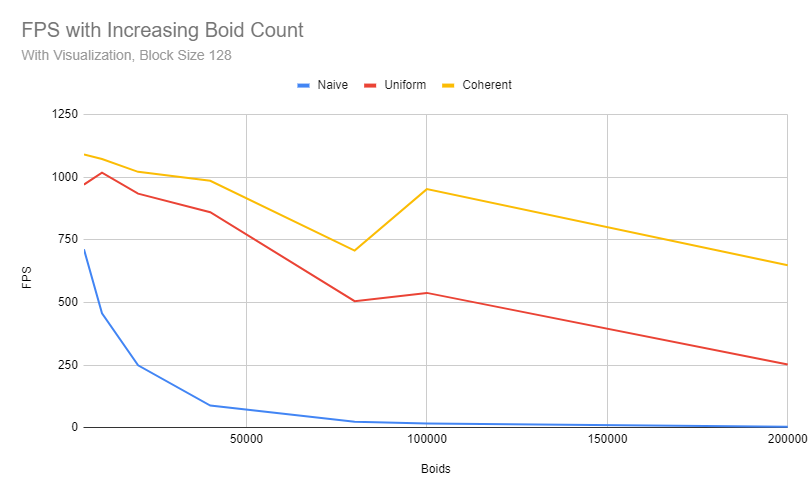 FPS with Increasing Boid Count
With Visualization, Block Size 128
Naive Uniform Coherent
1250
1000
750
500
250
0
FPS
50000 100000 150000 200000
Boids